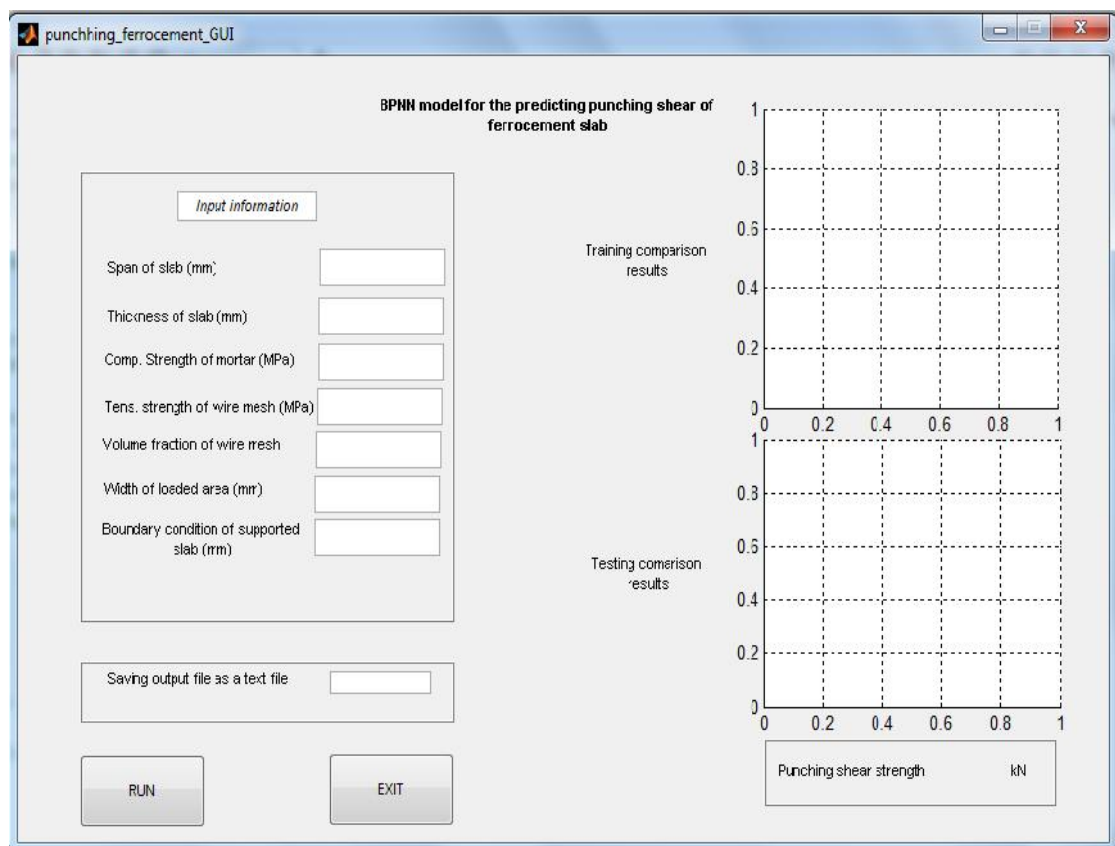 punchhing_ferrocement_GUI
BPNN model for the predicting punching shear of
ferrocement slab
Input information
Span of slab (mm)
Thickness of slab (mm)
Comp. Strength of mortar (MPa)
Tens. strength of wire mesh (MPa)
Volume fraction of wire mesh
Width of loaded area (mm)
Boundary condition of supported
slab (mm)
Saving output file as a text file
RUN
EXIT
Training comparison
results
1
0.8
0.6
0.4
0.2
0
0 0.2 0.4 0.6 0.8 1
Testing comerison
results
1
0.8
0.6
0.4
0.2
0
0 0.2 0.4 0.6 0.8 1
Punching shear strength kN